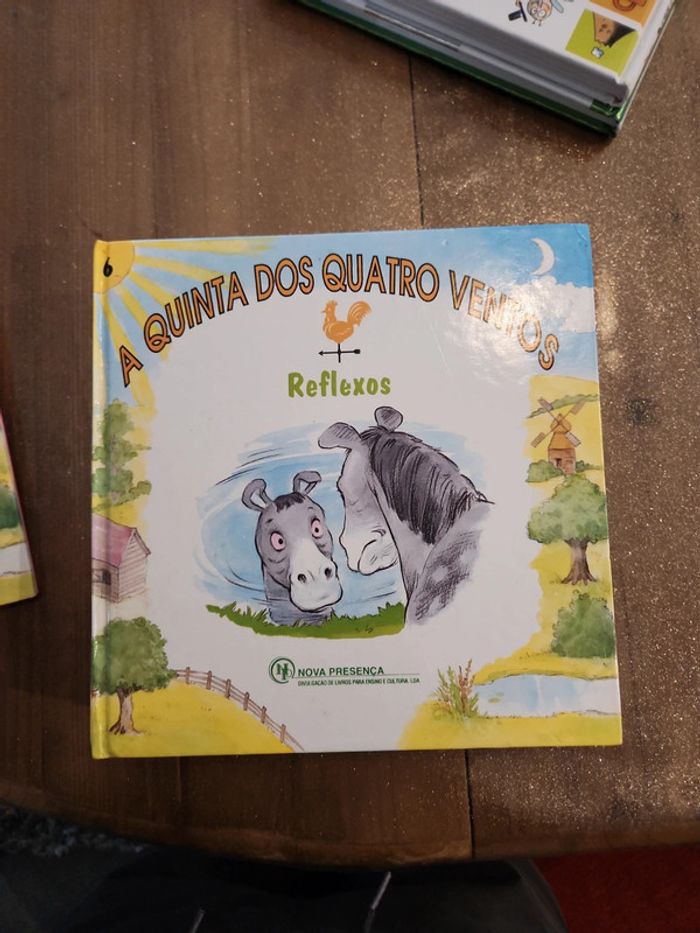 6
A QUINTA DOS QUATRO VENTOS
Reflexos
NOVA PRESENÇA
DIVULGAÇÃO DE LIVROS PARA ENSINO E CULTURA, LDA